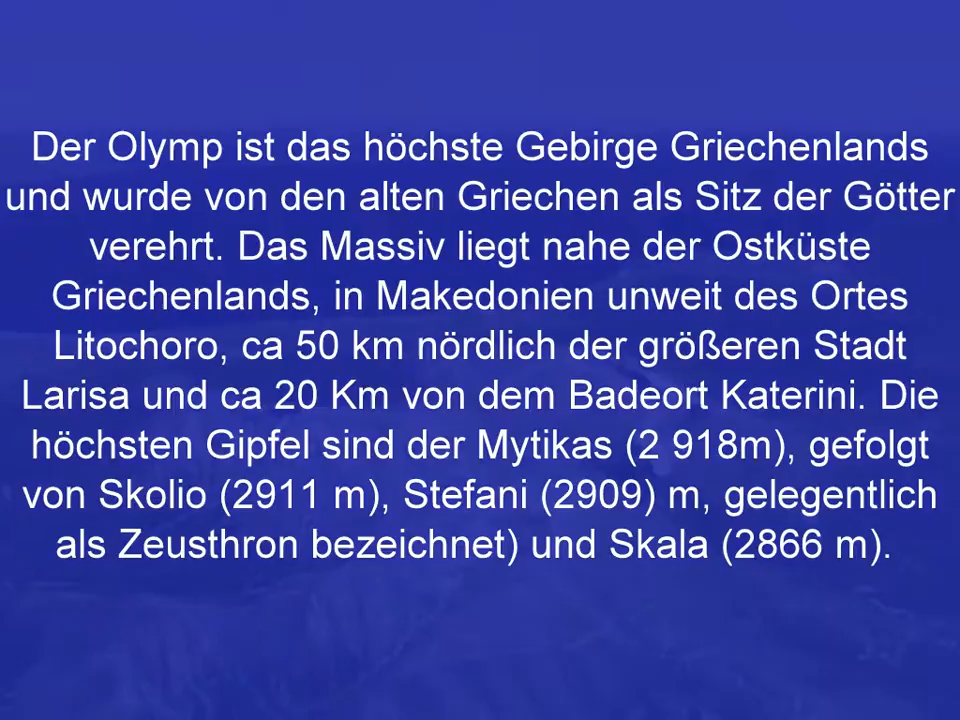 Der Olymp ist das höchste Gebirge Griechenlands
und wurde von den alten Griechen als Sitz der Götter
verehrt. Das Massiv liegt nahe der Ostküste
Griechenlands, in Makedonien unweit des Ortes
Litochoro, ca 50 km nördlich der größeren Stadt
Larisa und ca 20 Km von dem Badeort Katerini. Die
höchsten Gipfel sind der Mytikas (2 918m), gefolgt
von Skolio (2911 m), Stefani (2909) m, gelegentlich
als Zeusthron bezeichnet) und Skala (2866 m).